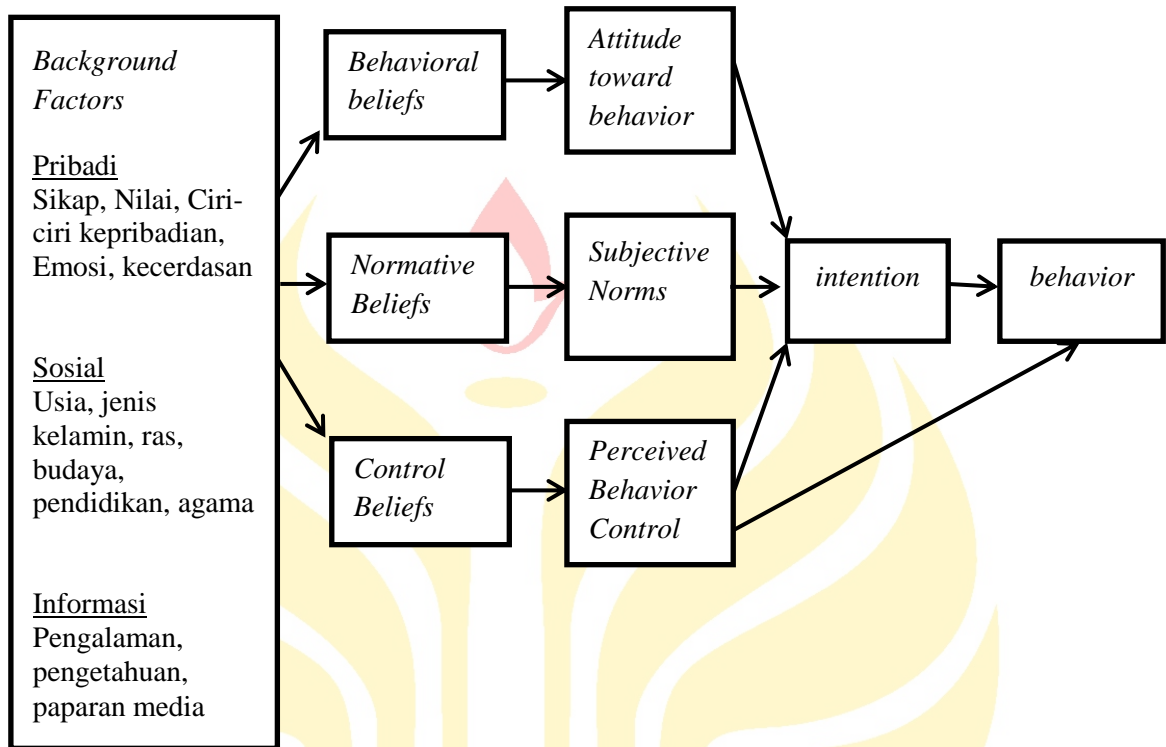 Background
Factors
Pribadi
Sikap, Nilai, Ciri-
ciri kepribadian,
Emosi, kecerdasan
Sosial
Usia, jenis
kelamin, ras,
budaya,
pendidikan, agama
Informasi
Pengalaman,
pengetahuan,
paparan media
Behavioral
beliefs
Normative
Beliefs
Control
Beliefs
Attitude
toward
behavior
Subjective
Norms
Perceived
Behavior
Control
intention
behavior